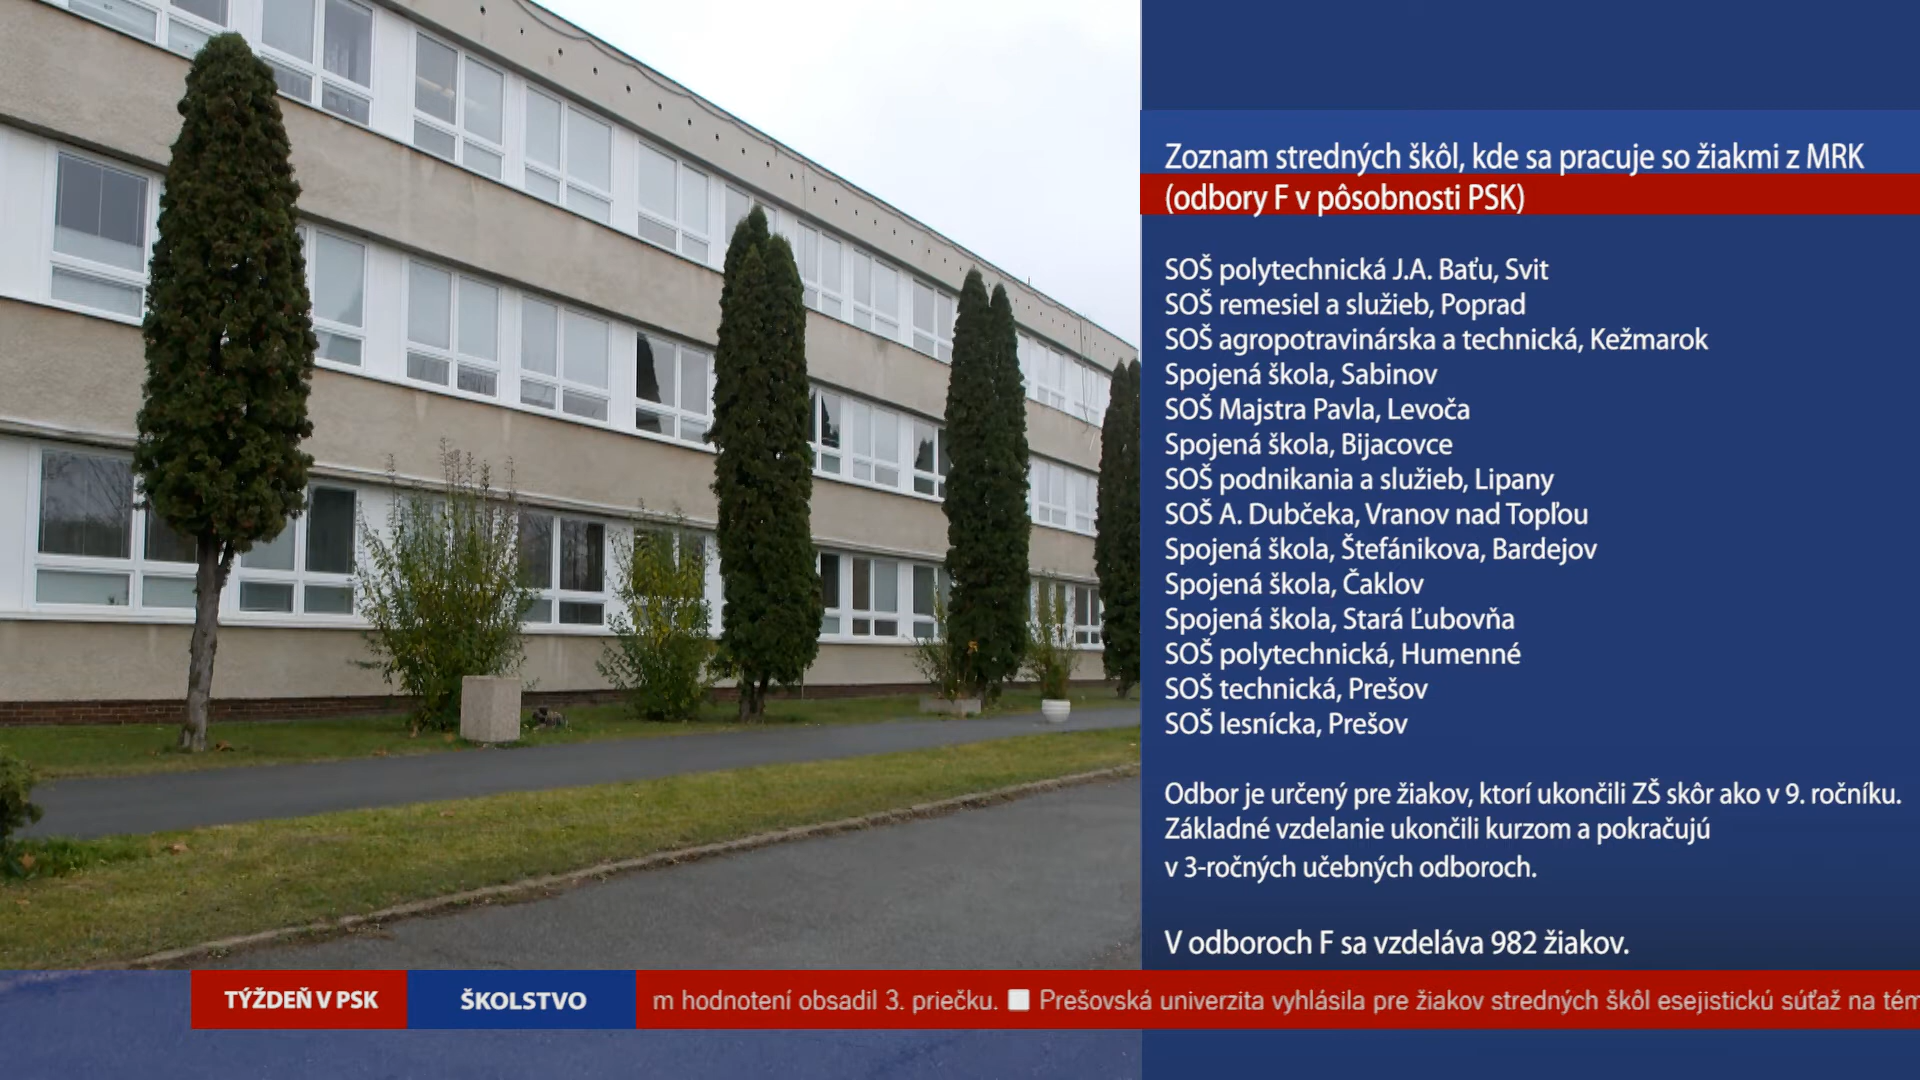 Zoznam stredných škôl, kde sa pracuje so žiakmi z MRK
(odbory F v pôsobnosti PSK)
SOŠ polytechnická J.A. Baťu, Svit
SOŠ remesiel a služieb, Poprad
SOŠ agropotravinárska a technická, Kežmarok
Spojená škola, Sabinov
SOŠ Majstra Pavla, Levoča
Spojená škola, Bijacovce
SOŠ podnikania a služieb, Lipany
SOŠ A. Dubčeka, Vranov nad Topľou
Spojená škola, Štefánikova, Bardejov
Spojená škola, Čaklov
Spojená škola, Stará Ľubovňa
SOŠ polytechnická, Humenné
SOŠ technická, Prešov
SOŠ lesnícka, Prešov
Odbor je určený pre žiakov, ktorí ukončili ZŠ skôr ako v 9. ročníku.
Základné vzdelanie ukončili kurzom a pokračujú
v 3-ročných učebných odboroch.
V odboroch F sa vzdeláva 982 žiakov.
TÝŽDEŇ V PSK ŠKOLSTVO m hodnotení obsadil 3. priečku. Prešovská univerzita vyhlásila pre žiakov stredných škôl esejistickú súťaž na tém